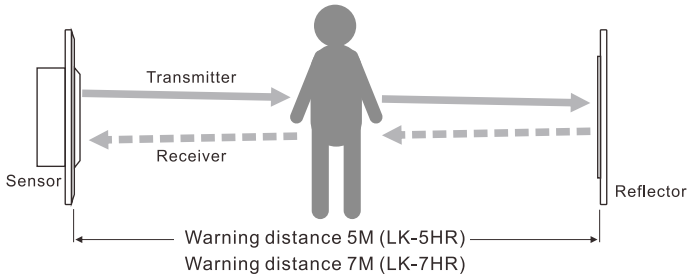 Transmitter
Receiver
Sensor
Reflector
Warning distance 5M (LK-5HR)
Warning distance 7M (LK-7HR)